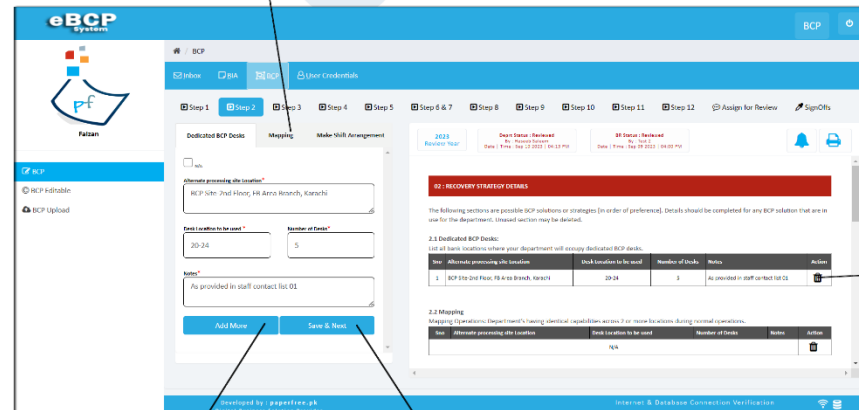 eBCP
System
BCP
BCP
Inbox BIA BCP User Credentials
Step 1 Step 2 Step 3 Step 4 Step 5 Step 6 & 7 Step 8 Step 9 Step 10 Step 11 Step 12 Assign for Review SignOffs
pf
Faizan
BCP
BCP Editable
BCP Upload
Dedicated BCP Desks Mapping Make Shift Arrangement
N/A
Alternate processing site Location*
BCP Site 2nd Floor, FB Area Branch, Karachi
Desk Location to be used * Number of Desks*
20-24 5
Notes*
As provided in staff contact list 01
Add More Save & Next
2023
Review Year
Date | Time : Sep 12 2023 | 04:12 PM
BR Status : Reviewed
02 : RECOVERY STRATEGY DETAILS
The following sections are possible BCP solutions or strategies [in order of preference]. Details should be completed for any BCP solution that are in
use for the department. Unused section may be deleted.
2.1 Dedicated BCP Desks:
List all bank locations where your department will occupy dedicated BCP desks.
Sno Alternate processing site Location Desk Location to be used Number of Desks Notes Action
1 BCP Site-2nd Floor, FB Area Branch, Karachi 20-24 As provided in staff contact list 01
2.2 Mapping
Mapping Operations: Department's having identical capabilities across 2 or more locations during normal operations.
Sno Alternate processing site Location Desk Location to be used Number of Desks Notes Action
N/A
Developed by : paperfree.pk
Internet & Database Connection Verification